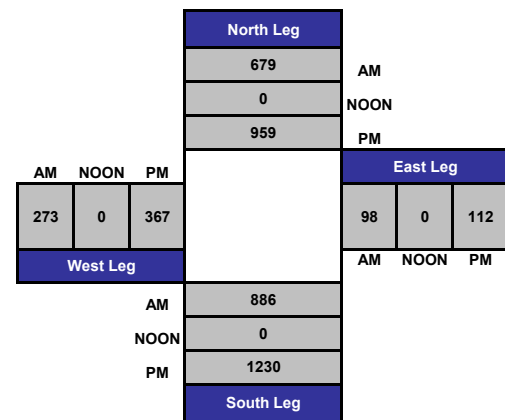 North Leg
679 AM
0 NOON
959 PM
AM NOON PM
East Leg
273 0 367
98 0 112
West Leg
AM NOON PM
AM 886
NOON 0
PM 1230
South Leg